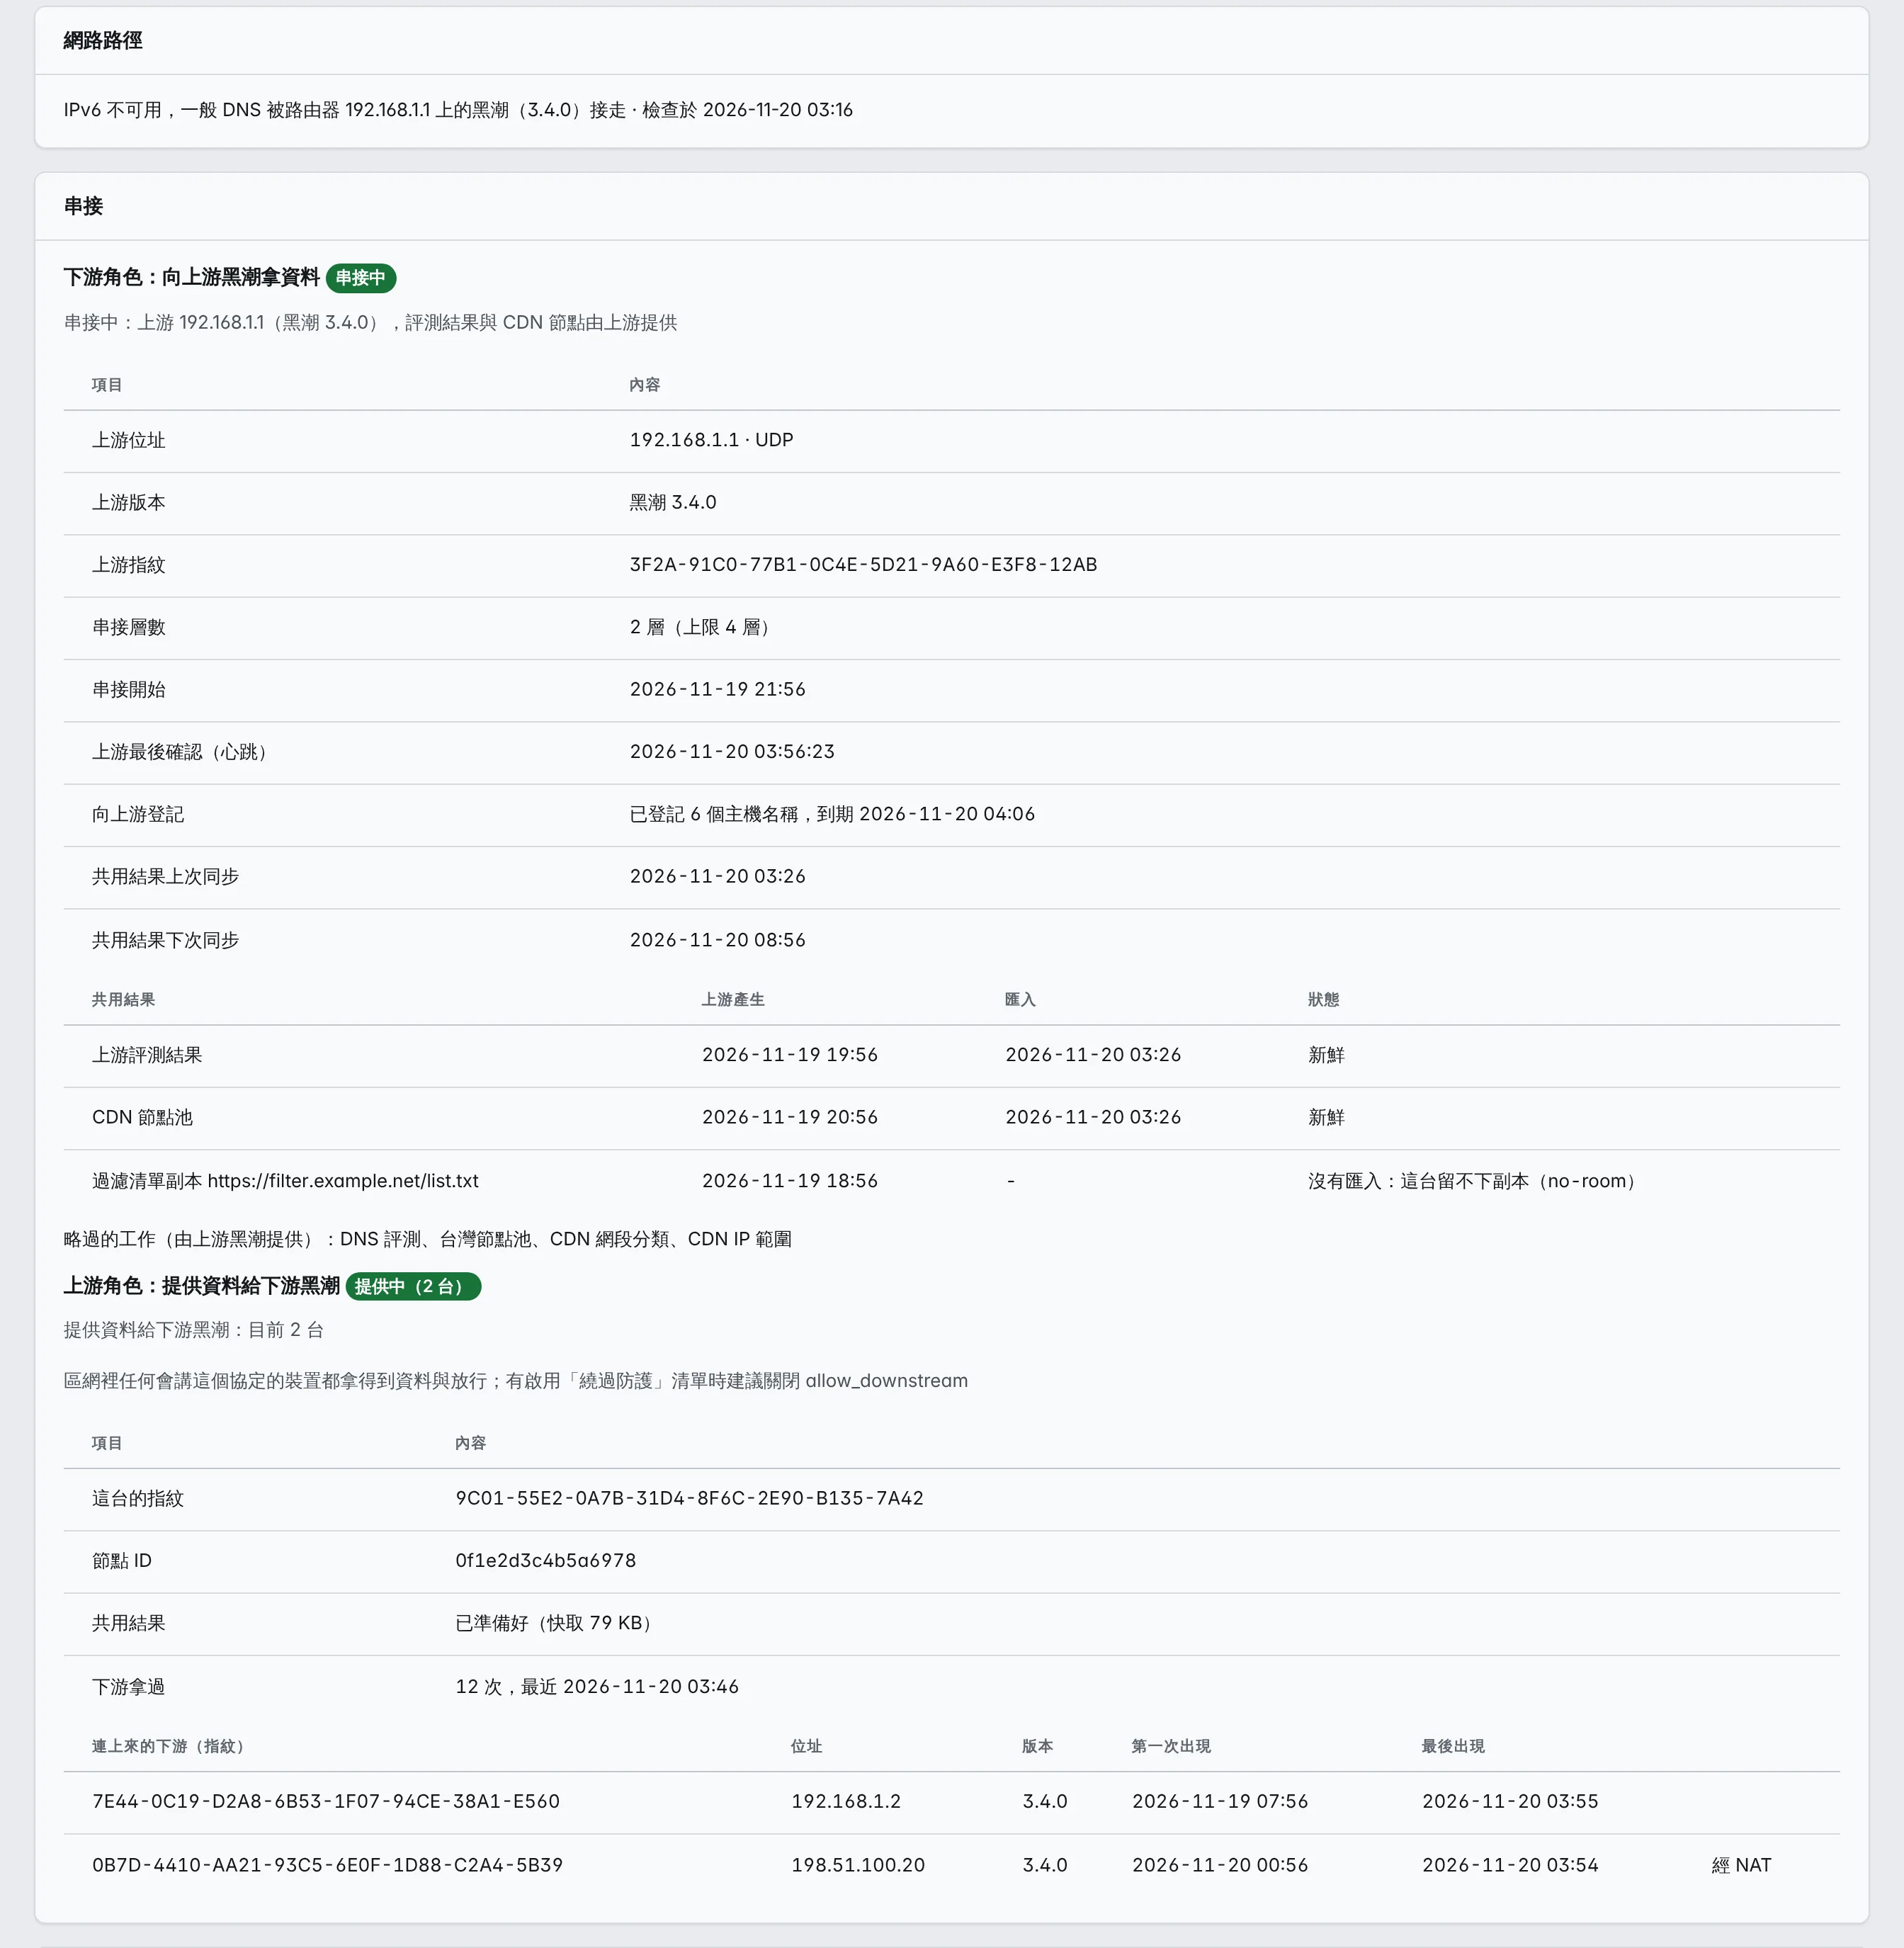 網路路徑
IPv6 不可用，一般 DNS 被路由器 192.168.1.1 上的黑潮（3.4.0）接走 · 檢查於 2026-11-20 03:16
串接
下游角色：向上游黑潮拿資料 串接中
串接中：上游 192.168.1.1（黑潮 3.4.0），評測結果與 CDN 節點由上游提供
項目 內容
上游位址 192.168.1.1 · UDP
上游版本 黑潮 3.4.0
上游指紋 3F2A-91C0-77B1-0C4E-5D21-9A60-E3F8-12AB
串接層數 2 層（上限 4 層）
串接開始 2026-11-19 21:56
上游最後確認（心跳） 2026-11-20 03:56:23
向上游登記 已登記 6 個主機名稱，到期 2026-11-20 04:06
共用結果上次同步 2026-11-20 03:26
共用結果下次同步 2026-11-20 08:56
共用結果 上游產生 匯入 狀態
上游評測結果 2026-11-19 19:56 2026-11-20 03:26 新鮮
CDN 節點池 2026-11-19 20:56 2026-11-20 03:26 新鮮
過濾清單副本 https://filter.example.net/list.txt 2026-11-19 18:56 - 沒有匯入：這台留不下副本（no-room）
略過的工作（由上游黑潮提供）：DNS 評測、台灣節點池、CDN 網段分類、CDN IP 範圍
上游角色：提供資料給下游黑潮 提供中（2 台）
提供資料給下游黑潮：目前 2 台
區網裡任何會講這個協定的裝置都拿得到資料與放行；有啟用「繞過防護」清單時建議關閉 allow_downstream
項目 內容
這台的指紋 9C01-55E2-0A7B-31D4-8F6C-2E90-B135-7A42
節點 ID 0f1e2d3c4b5a6978
共用結果 已準備好（快取 79 KB）
下游拿過 12 次，最近 2026-11-20 03:46
連上來的下游（指紋） 位址 版本 第一次出現 最後出現
7E44-0C19-D2A8-6B53-1F07-94CE-38A1-E560 192.168.1.2 3.4.0 2026-11-19 07:56 2026-11-20 03:55
0B7D-4410-AA21-93C5-6E0F-1D88-C2A4-5B39 198.51.100.20 3.4.0 2026-11-20 00:56 2026-11-20 03:54 經 NAT